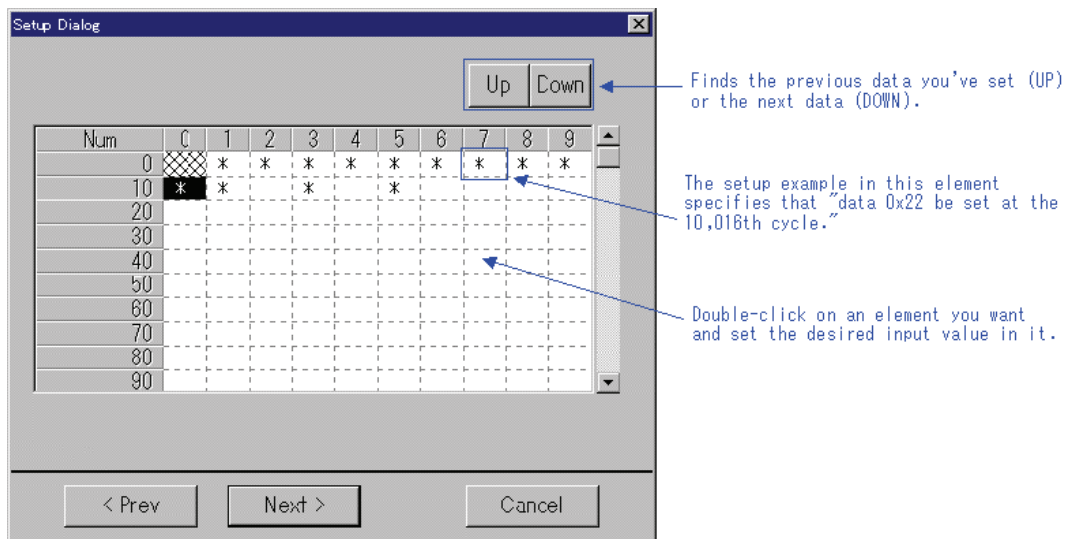 Setup Dialog
Up Down
Finds the previous data you've set (UP)
or the next data (DOWN).
Num 0 1 2 3 4 5 6 7 8 9
0 * * * * * * * * *
10 * * * *
20
30
40
50
60
70
80
90
The setup example in this element
specifies that "data 0x22 be set at the
10,016th cycle."
Double-click on an element you want
and set the desired input value in it.
< Prev Next > Cancel